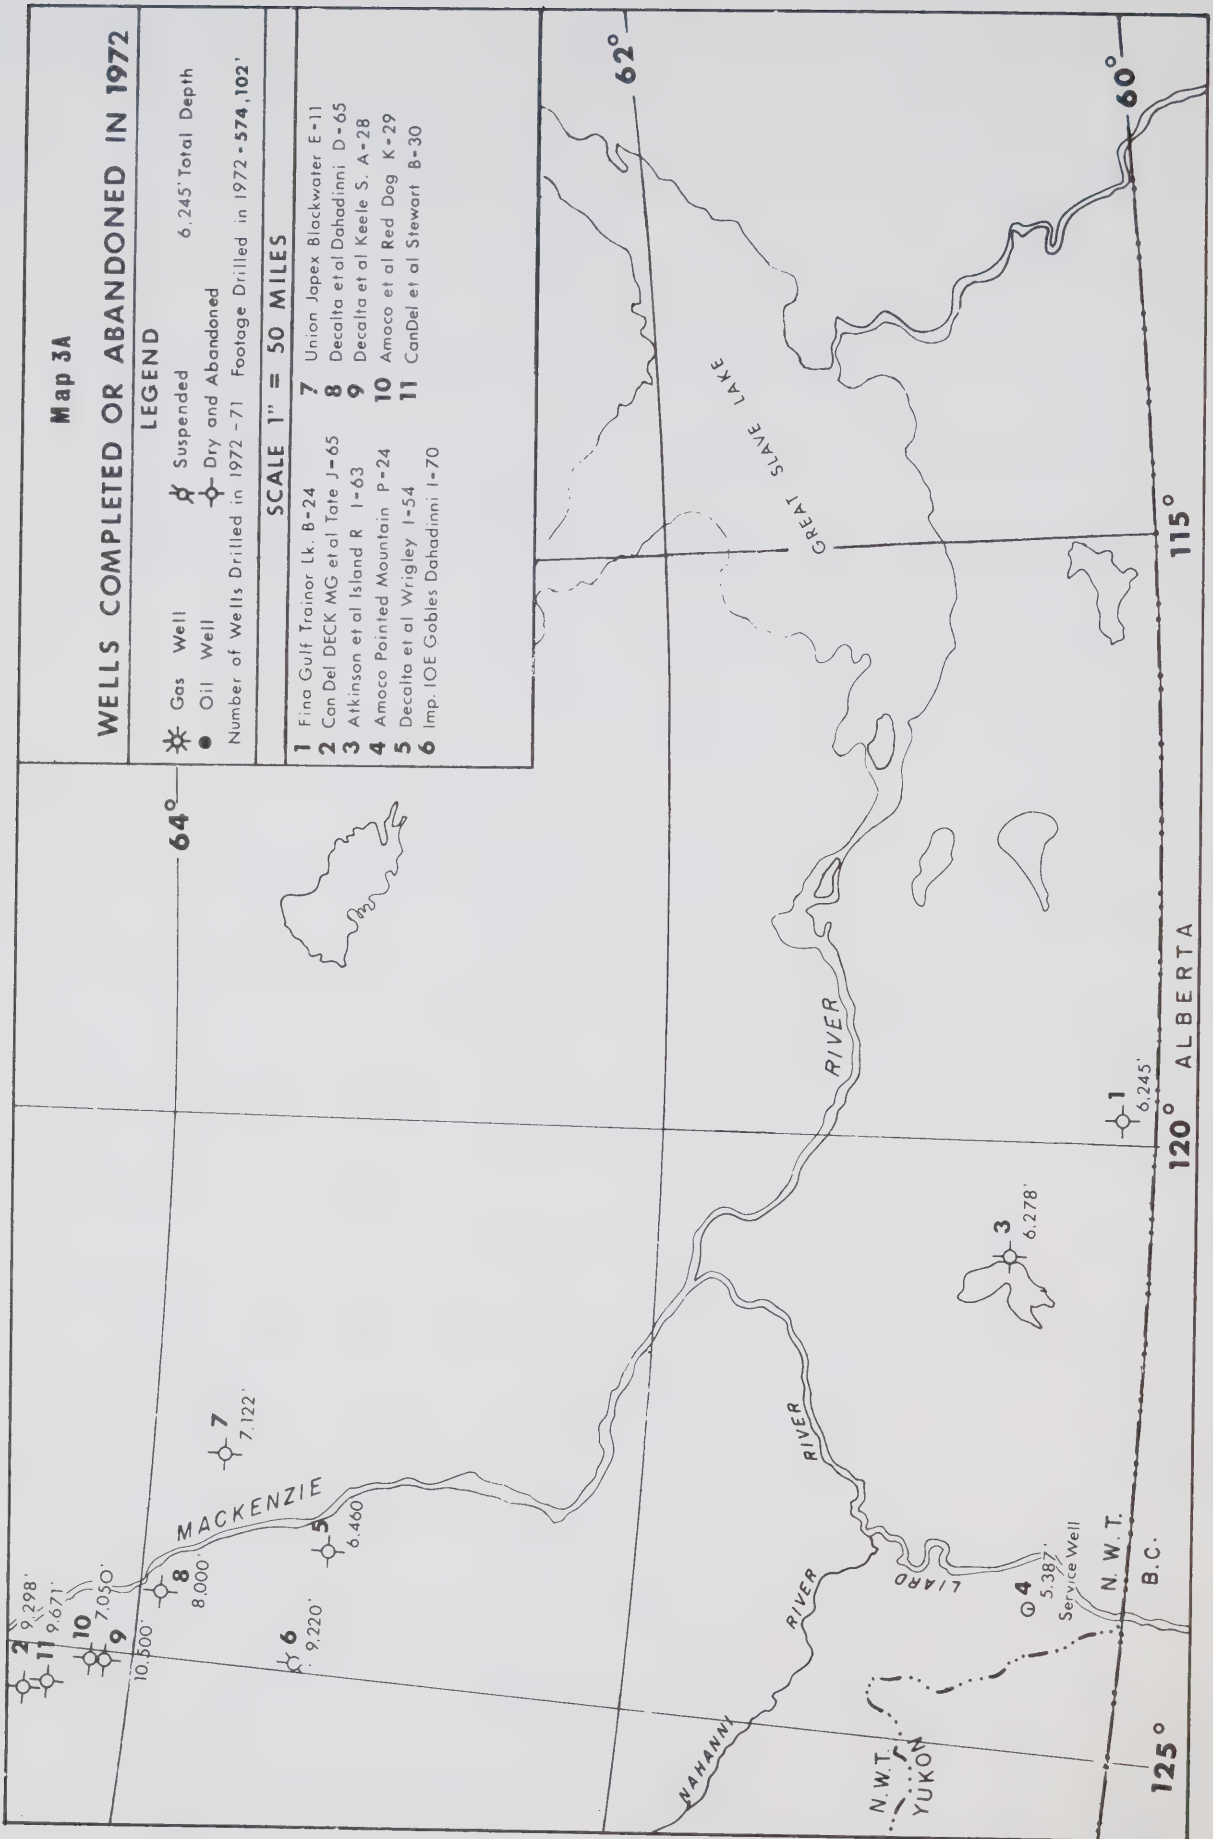 Map 3A
WELLS COMPLETED OR ABANDONED IN 1972
LEGEND
Gas Well
Suspended
6,245' Total Depth
Oil Well
Dry and Abandoned
Number of Wells Drilled in 1972 - 71 Footage Drilled in 1972 - 574,102'
SCALE 1" = 50 MILES
1 Fina Gulf Trainor Lk. B-24
2 Can Del DECK MG et al Tate J-65
3 Atkinson et al Island R I-63
4 Amoco Pointed Mountain P-24
5 Decalta et al Wrigley I-54
6 Imp. IOE Gobles Dahadinni I-70
7 Union Japex Blackwater E-11
8 Decalta et al Dahadinni D-65
9 Decalta et al Keele S. A-28
10 Amoco et al Red Dog K-29
11 CanDel et al Stewart B-30
64°
62°
60°
2 9,298'
11 9,671'
10
7,050'
9
10,500'
8
8,000'
7
7,122'
MACKENZIE
5
6,460
6
9,220'
GREAT SLAVE LAKE
RIVER
RIVER
RIVER
NAHANNI
LIARD
3
6,278'
1
6,245'
4
5,387'
Service Well
N.W.T.
YUKON
N.W.T.
B.C.
ALBERTA
125°
120°
115°